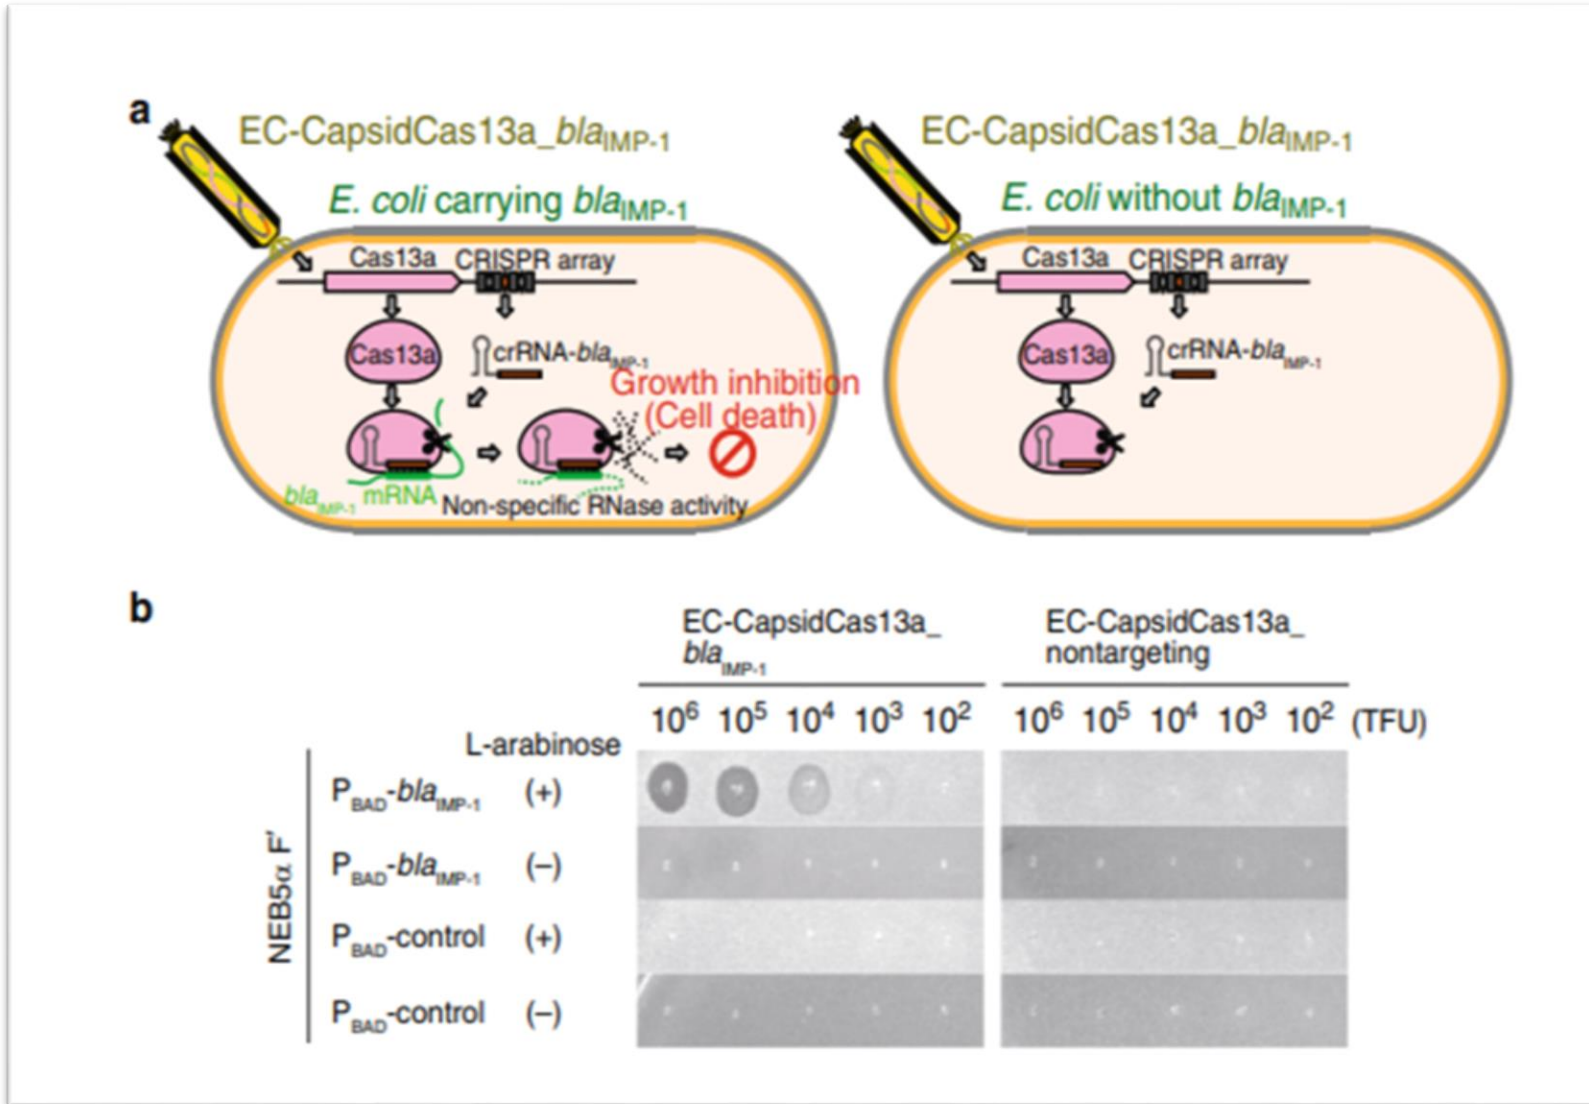 a
EC-CapsidCas13a_blaIMP-1
E. coli carrying blaIMP-1
Cas13a CRISPR array
Cas13a
crRNA-blaIMP-1
Growth inhibition
(Cell death)
blaIMP-1 mRNA
Non-specific RNase activity
EC-CapsidCas13a_blaIMP-1
E. coli without blaIMP-1
Cas13a CRISPR array
Cas13a
crRNA-blaIMP-1
b
EC-CapsidCas13a_
blaIMP-1
EC-CapsidCas13a_
nontargeting
10⁶ 10⁵ 10⁴ 10³ 10² 10⁶ 10⁵ 10⁴ 10³ 10² (TFU)
L-arabinose
NEB5α F'
PBAD-blaIMP-1 (+)
PBAD-blaIMP-1 (–)
PBAD-control (+)
PBAD-control (–)